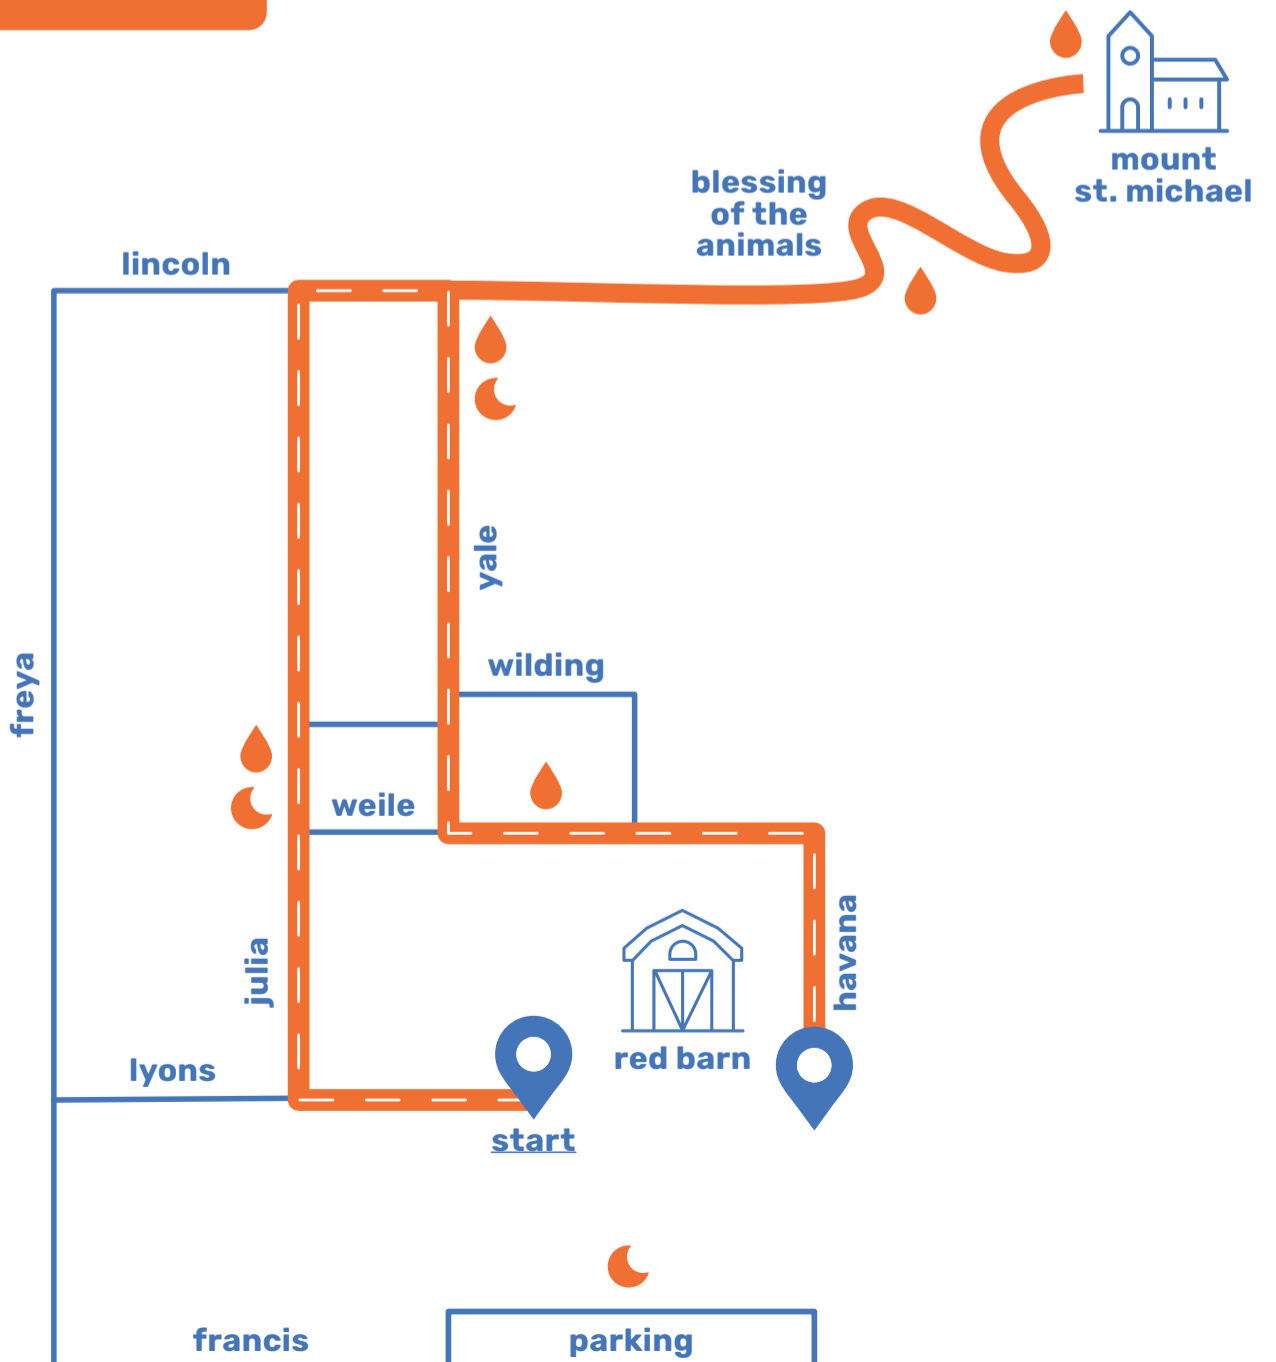 mount
st. michael
blessing
of the
animals
lincoln
yale
wilding
freya
weile
havana
julia
red barn
lyons
start
francis
parking